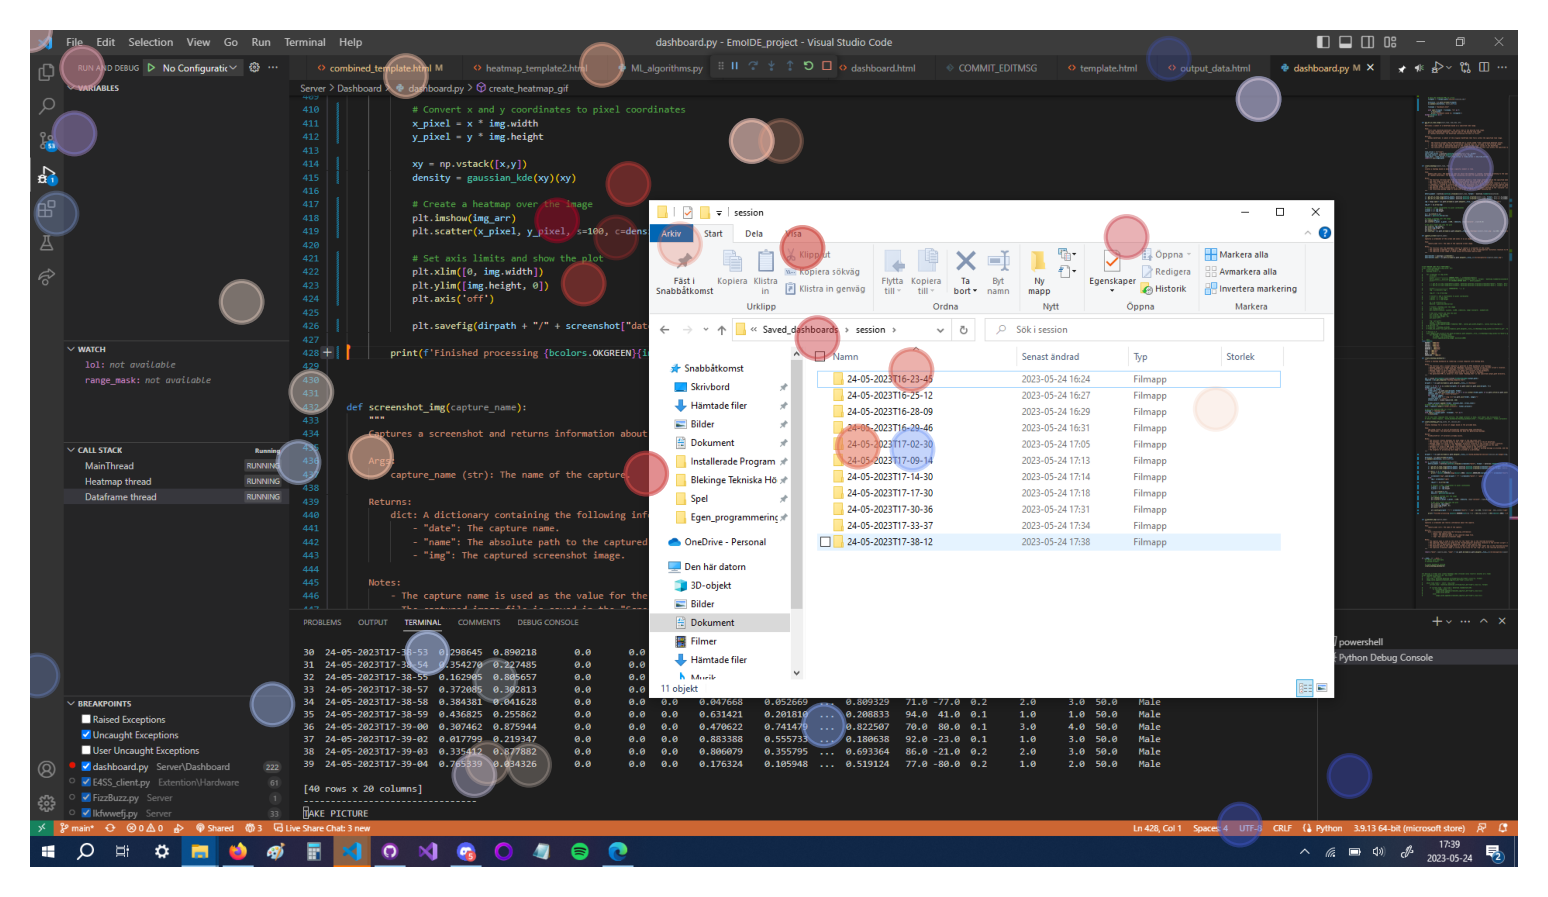 File Edit Selection View Go Run Terminal Help
dashboard.py - EmoIDE_project - Visual Studio Code
RUN AND DEBUG No Configuratic
combined_template.html M
heatmap_template2.html
ML_algorithms.py
dashboard.html
COMMIT_EDITMSG
template.html
output_data.html
dashboard.py M
Server > Dashboard > dashboard.py > create_heatmap_gif
VARIABLES
409
410 # Convert x and y coordinates to pixel coordinates
411 x_pixel = x * img.width
412 y_pixel = y * img.height
413
414 xy = np.vstack([x,y])
415 density = gaussian_kde(xy)(xy)
416
417 # Create a heatmap over the image
418 plt.imshow(img_arr)
419 plt.scatter(x_pixel, y_pixel, s=100, c=dens
420
421 # Set axis limits and show the plot
422 plt.xlim([0, img.width])
423 plt.ylim([img.height, 0])
424 plt.axis('off')
425
426 plt.savefig(dirpath + "/" + screenshot["dat
427
428 print(f'Finished processing {bcolors.OKGREEN}{i
429
430
431
432 def screenshot_img(capture_name):
433 """
434 Captures a screenshot and returns information about
435
436 Args:
437 capture_name (str): The name of the capture.
438
439 Returns:
440 dict: A dictionary containing the following inf
441 - "date": The capture name.
442 - "name": The absolute path to the captured
443 - "img": The captured screenshot image.
444
445 Notes:
446 - The capture name is used as the value for the
WATCH
lol: not available
range_mask: not available
CALL STACK Running
MainThread RUNNING
Heatmap thread RUNNING
Dataframe thread RUNNING
BREAKPOINTS
Raised Exceptions
Uncaught Exceptions
User Uncaught Exceptions
dashboard.py Server\Dashboard 222
E4SS_client.py Extention\Hardware 61
FizzBuzz.py Server 1
lkfwwefj.py Server 33
session
Arkiv Start Dela Visa
Fäst i Snabbåtkomst
Kopiera
Klistra in
Klipp ut
Kopiera sökväg
Klistra in genväg
Urklipp
Flytta till
Kopiera till
Ta bort
Byt namn
Ordna
Ny mapp
Nytt
Egenskaper
Öppna
Redigera
Historik
Öppna
Markera alla
Avmarkera alla
Invertera markering
Markera
« Saved_dashboards > session >
Sök i session
Snabbåtkomst
Skrivbord
Hämtade filer
Bilder
Dokument
Installerade Program
Blekinge Tekniska Hö
Spel
Egen_programmering
OneDrive - Personal
Den här datorn
3D-objekt
Bilder
Dokument
Filmer
Hämtade filer
Musik
Namn Senast ändrad Typ Storlek
24-05-2023T16-23-45 2023-05-24 16:24 Filmapp
24-05-2023T16-25-12 2023-05-24 16:27 Filmapp
24-05-2023T16-28-09 2023-05-24 16:29 Filmapp
24-05-2023T16-29-46 2023-05-24 16:31 Filmapp
24-05-2023T17-02-30 2023-05-24 17:05 Filmapp
24-05-2023T17-09-14 2023-05-24 17:13 Filmapp
24-05-2023T17-14-30 2023-05-24 17:14 Filmapp
24-05-2023T17-17-30 2023-05-24 17:18 Filmapp
24-05-2023T17-30-36 2023-05-24 17:31 Filmapp
24-05-2023T17-33-37 2023-05-24 17:34 Filmapp
24-05-2023T17-38-12 2023-05-24 17:38 Filmapp
11 objekt
PROBLEMS OUTPUT TERMINAL COMMENTS DEBUG CONSOLE
powershell
Python Debug Console
30 24-05-2023T17-38-53 0.298645 0.890218 0.0 0.0
31 24-05-2023T17-38-54 0.354270 0.227485 0.0 0.0
32 24-05-2023T17-38-55 0.162905 0.805657 0.0 0.0
33 24-05-2023T17-38-57 0.372085 0.302813 0.0 0.0
34 24-05-2023T17-38-58 0.384381 0.041628 0.0 0.0 0.0 0.047668 0.052669 ... 0.809329 71.0 -77.0 0.2 2.0 3.0 50.0 Male
35 24-05-2023T17-38-59 0.436825 0.255862 0.0 0.0 0.0 0.631421 0.201810 ... 0.208833 94.0 41.0 0.1 1.0 1.0 50.0 Male
36 24-05-2023T17-39-00 0.307462 0.875944 0.0 0.0 0.0 0.470622 0.741479 ... 0.822507 70.0 80.0 0.1 3.0 4.0 50.0 Male
37 24-05-2023T17-39-02 0.017799 0.219347 0.0 0.0 0.0 0.883388 0.555733 ... 0.180638 92.0 -23.0 0.1 1.0 3.0 50.0 Male
38 24-05-2023T17-39-03 0.335412 0.877882 0.0 0.0 0.0 0.806079 0.355795 ... 0.693364 86.0 -21.0 0.2 2.0 3.0 50.0 Male
39 24-05-2023T17-39-04 0.765339 0.034326 0.0 0.0 0.0 0.176324 0.105948 ... 0.519124 77.0 -80.0 0.2 1.0 2.0 50.0 Male
[40 rows x 20 columns]
--------------------------------
TAKE PICTURE
main* 0 0 Shared 3 Live Share Chat: 3 new
Ln 428, Col 1 Spaces: 4 UTF-8 CRLF Python 3.9.13 64-bit (microsoft store)
17:39
2023-05-24